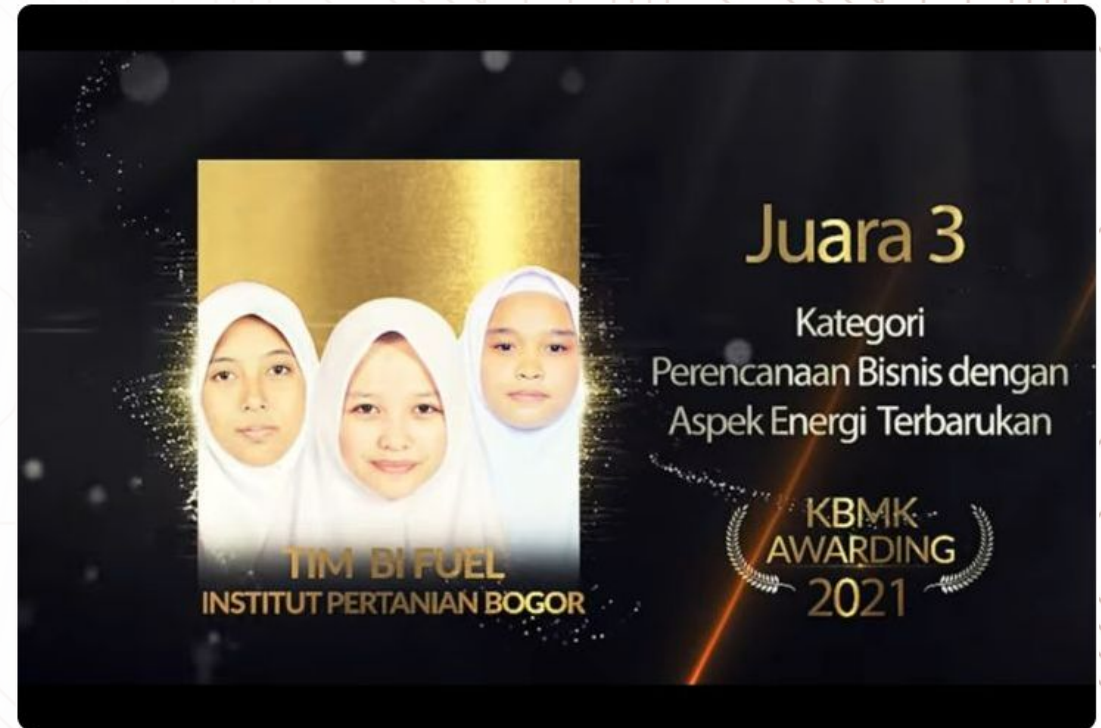 Juara 3
Kategori
Perencanaan Bisnis dengan
Aspek Energi Terbarukan
KBMK
AWARDING
2021
TIM BI FUEL
INSTITUT PERTANIAN BOGOR